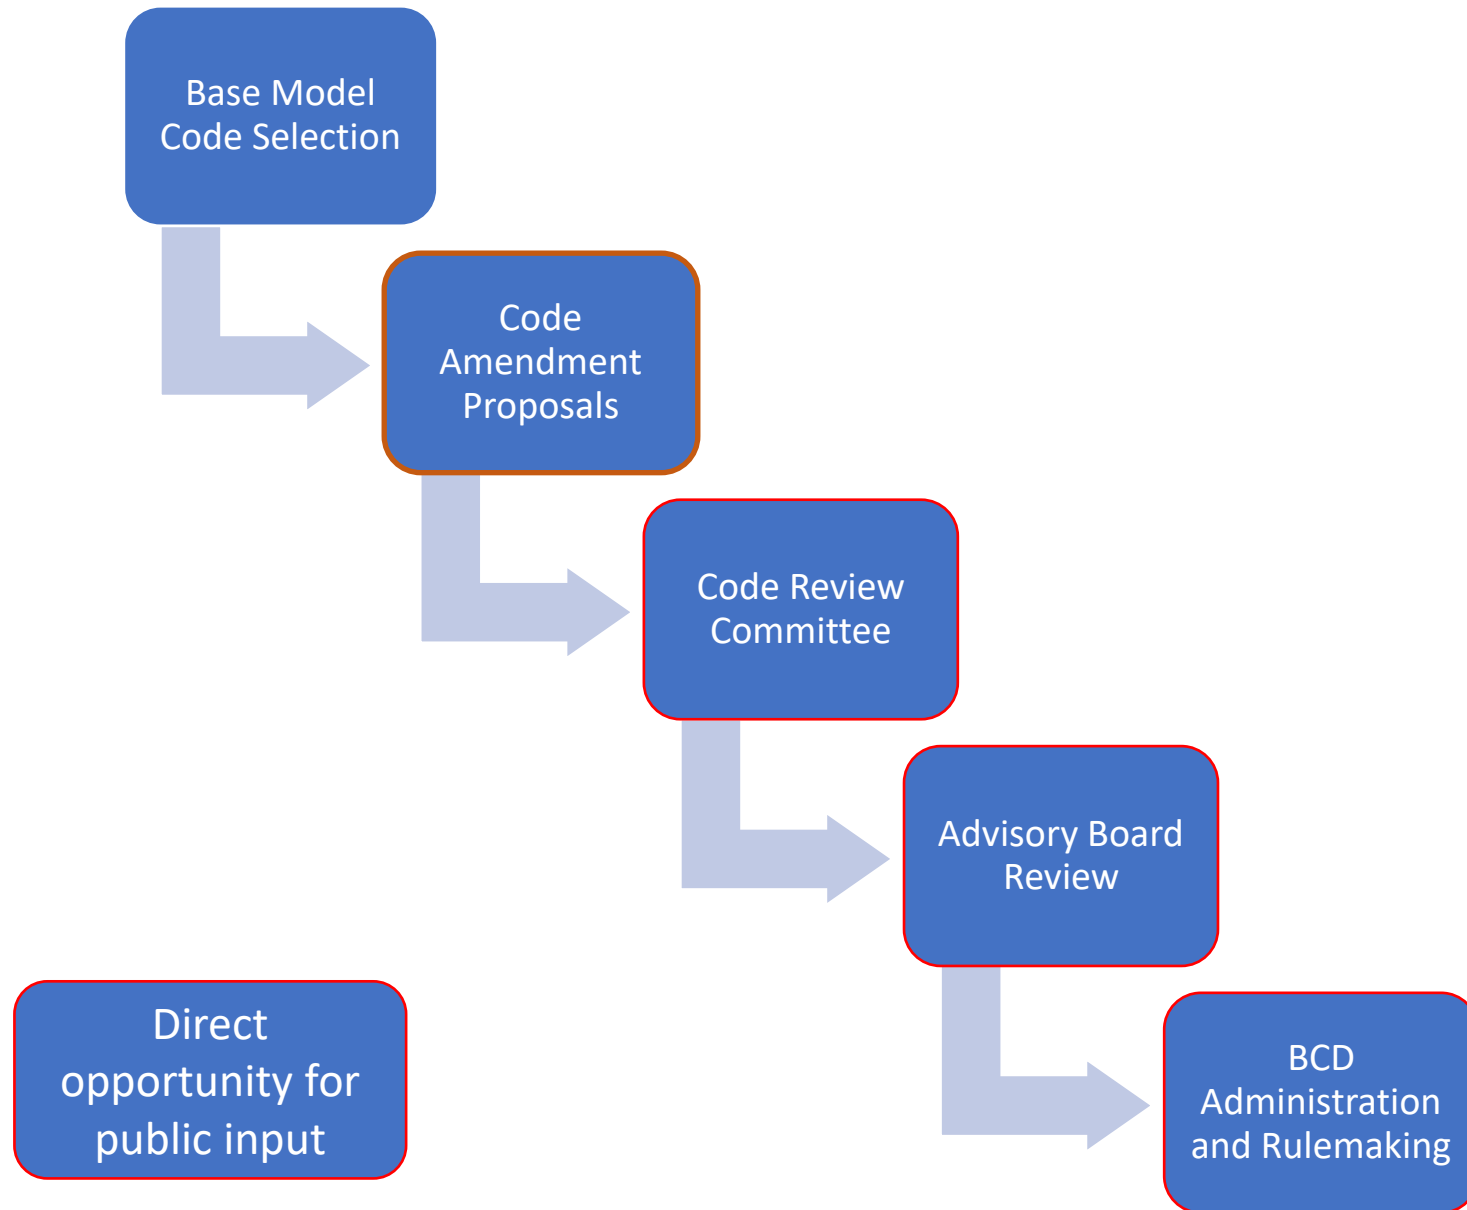 Base Model
Code Selection
Code
Amendment
Proposals
Code Review
Committee
Advisory Board
Review
Direct
opportunity for
public input
BCD
Administration
and Rulemaking